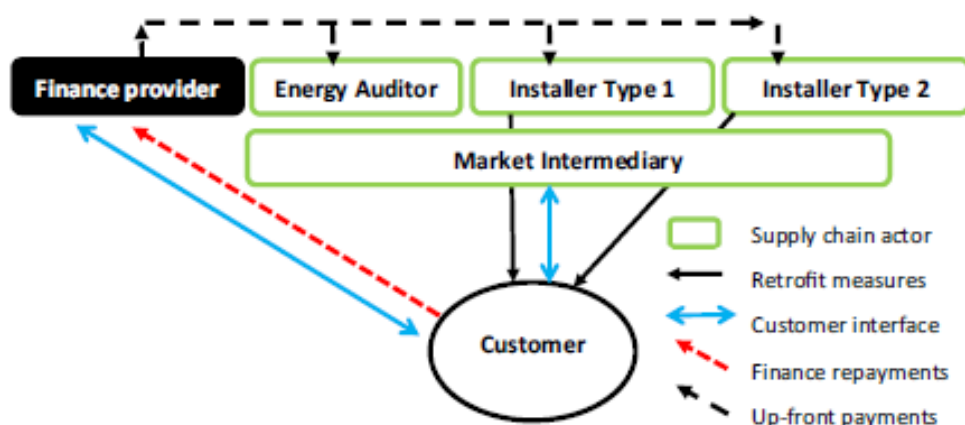 Finance provider
Energy Auditor
Installer Type 1
Installer Type 2
Market Intermediary
Supply chain actor
Retrofit measures
Customer interface
Customer
Finance repayments
Up-front payments